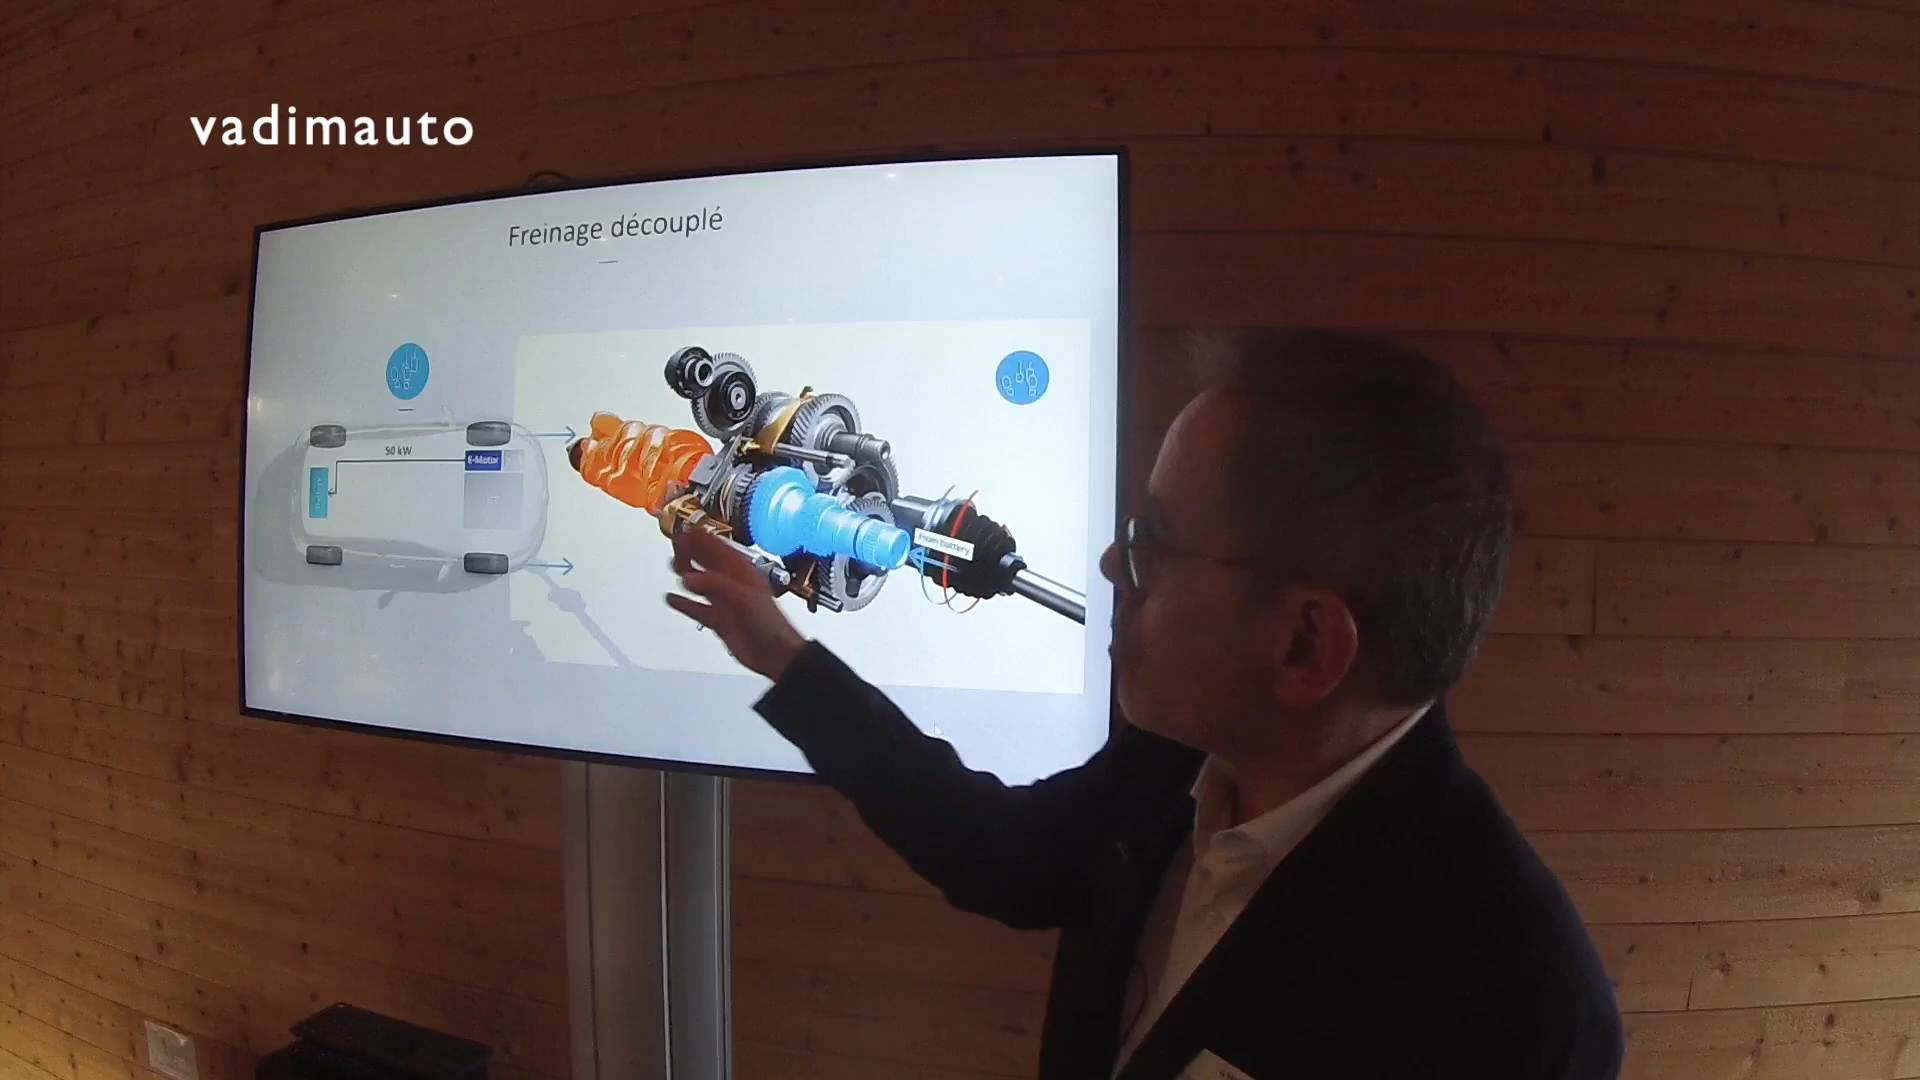 vadimauto
Freinage découplé
50 kW
E-Motor
From battery